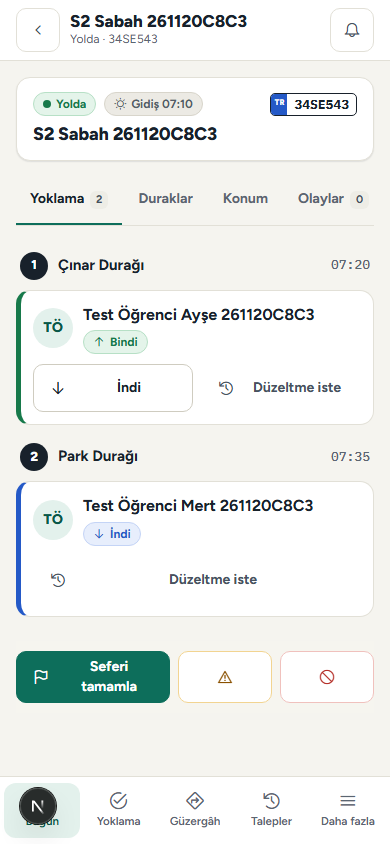 S2 Sabah 261120C8C3
Yolda · 34SE543
Yolda
Gidiş 07:10
TR 34SE543
S2 Sabah 261120C8C3
Yoklama 2
Duraklar
Konum
Olaylar 0
1 Çınar Durağı 07:20
TÖ
Test Öğrenci Ayşe 261120C8C3
Bindi
İndi
Düzeltme iste
2 Park Durağı 07:35
TÖ
Test Öğrenci Mert 261120C8C3
İndi
Düzeltme iste
Seferi
tamamla
N
Yoklama
Güzergâh
Talepler
Daha fazla